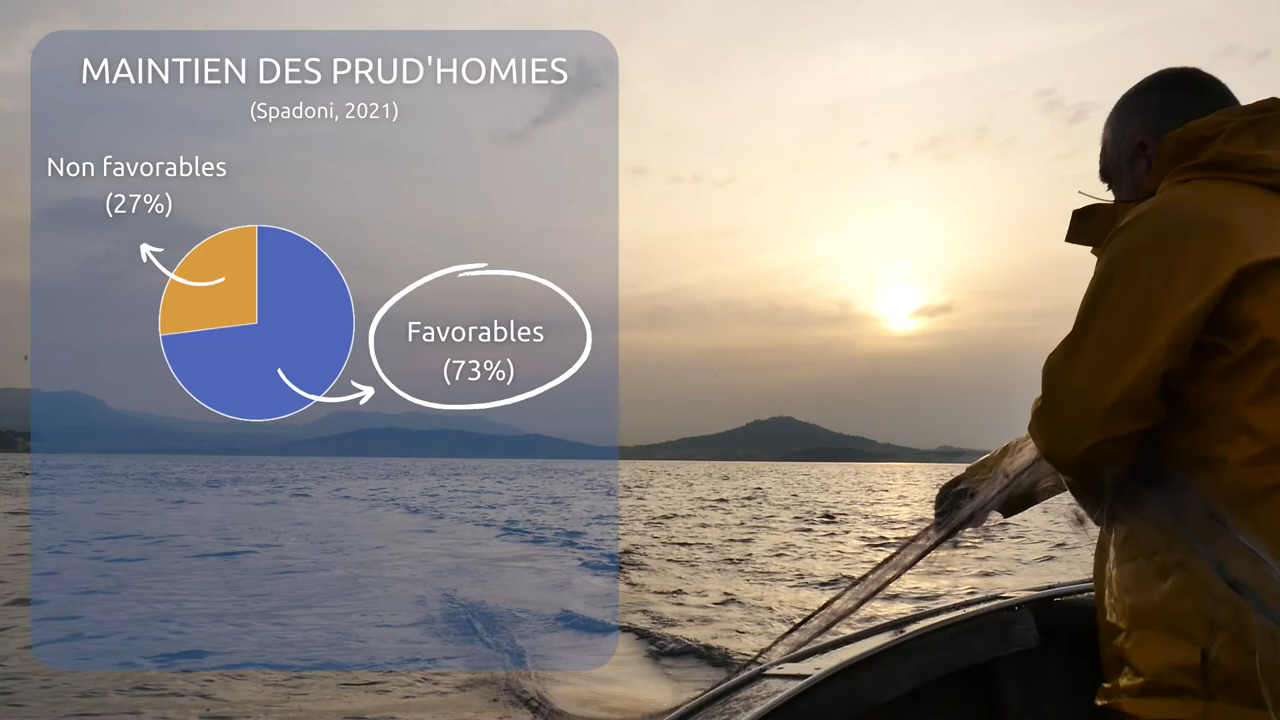 MAINTIEN DES PRUD'HOMIES
(Spadoni, 2021)
Non favorables
(27%)
Favorables
(73%)